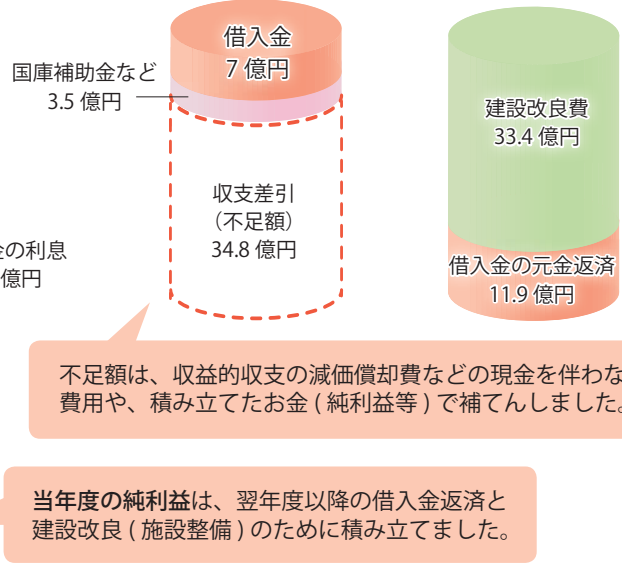 借入金
7 億円
国庫補助金など
3.5 億円
収支差引
（不足額）
34.8 億円
建設改良費
33.4 億円
借入金の元金返済
11.9 億円
の利息
億円
不足額は、収益的収支の減価償却費などの現金を伴わな
費用や、積み立てたお金 ( 純利益等 ) で補てんしました。
当年度の純利益は、翌年度以降の借入金返済と
建設改良 ( 施設整備 ) のために積み立てました。